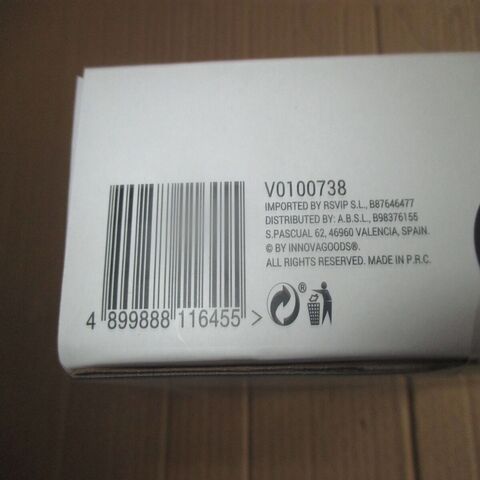 V0100738
IMPORTED BY RSVIP S.L., B87646477
DISTRIBUTED BY: A.B.S.L., B98376155
S.PASCUAL 62, 46960 VALENCIA, SPAIN.
© BY INNOVAGOODS®.
ALL RIGHTS RESERVED. MADE IN P.R.C.
®
4 899888 116455 >